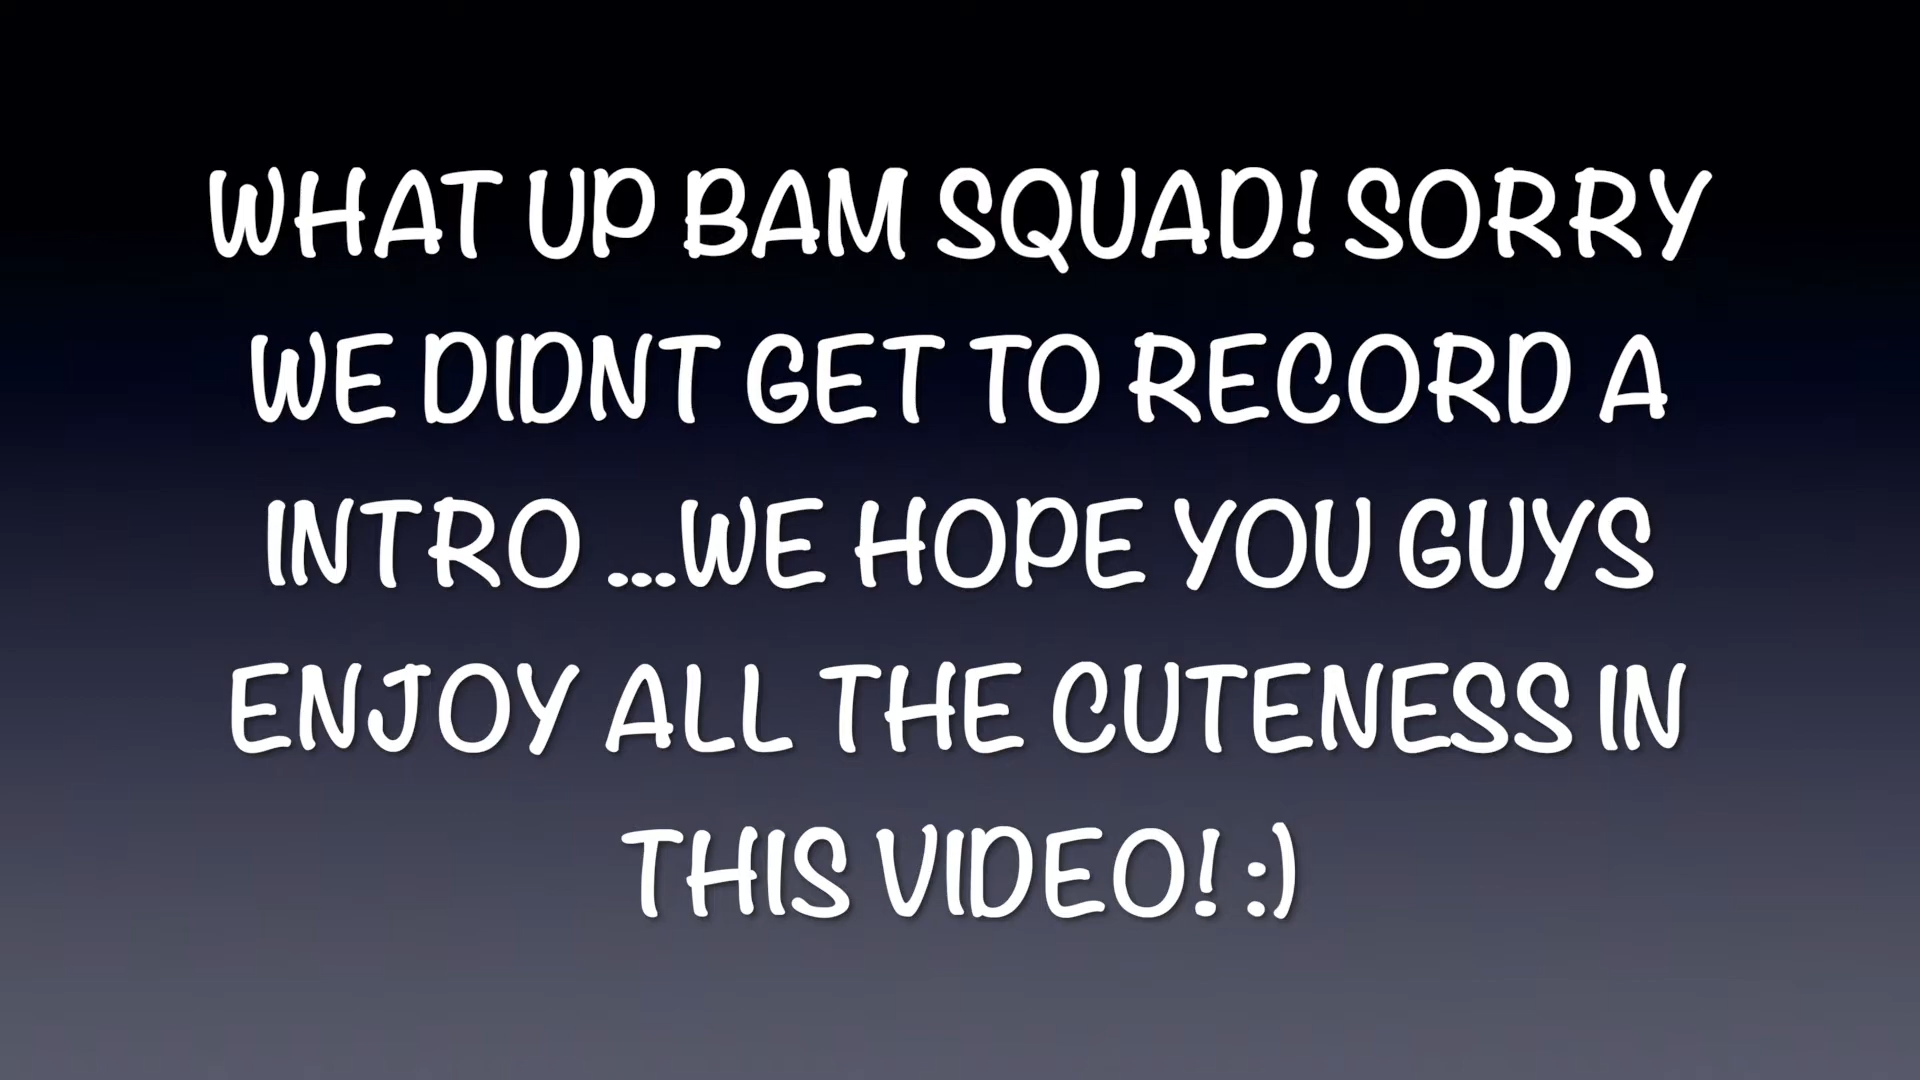 WHAT UP BAM SQUAD! SORRY
WE DIDNT GET TO RECORD A
INTRO ...WE HOPE YOU GUYS
ENJOY ALL THE CUTENESS IN
THIS VIDEO! :)